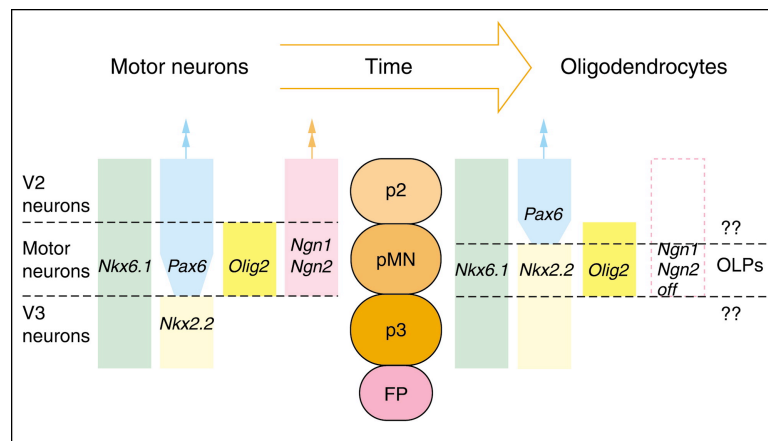 Motor neurons
Time
Oligodendrocytes
V2
neurons
Motor
neurons
V3
neurons
Nkx6.1
Pax6
Nkx2.2
Olig2
Ngn1
Ngn2
p2
pMN
p3
FP
Nkx6.1
Pax6
Nkx2.2
Olig2
Ngn1
Ngn2
off
??
OLPs
??